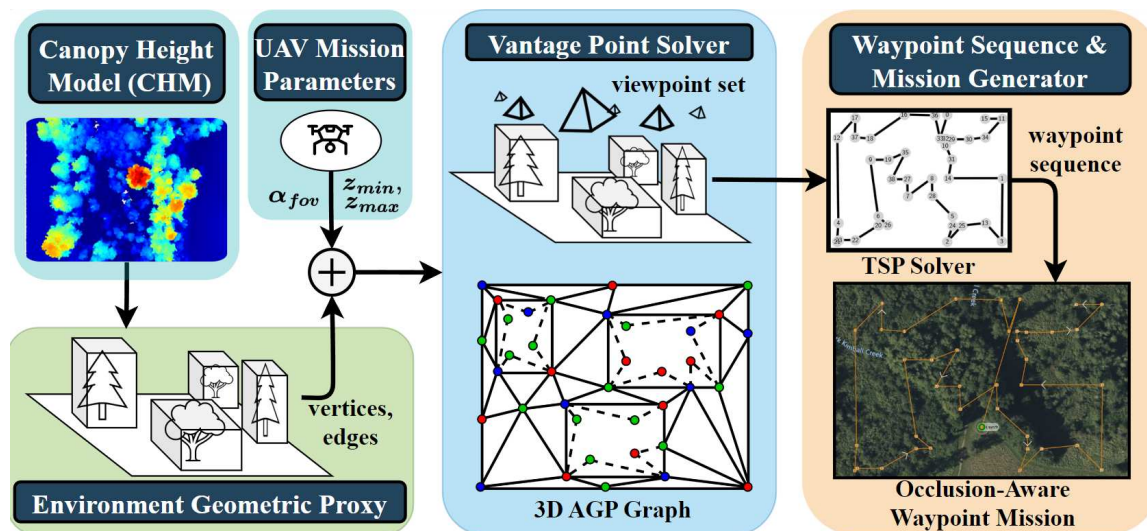 Canopy Height
Model (CHM)
UAV Mission
Parameters
α_fov
z_min,
z_max
vertices,
edges
Environment Geometric Proxy
Vantage Point Solver
viewpoint set
3D AGP Graph
Waypoint Sequence &
Mission Generator
waypoint
sequence
TSP Solver
Occlusion-Aware
Waypoint Mission